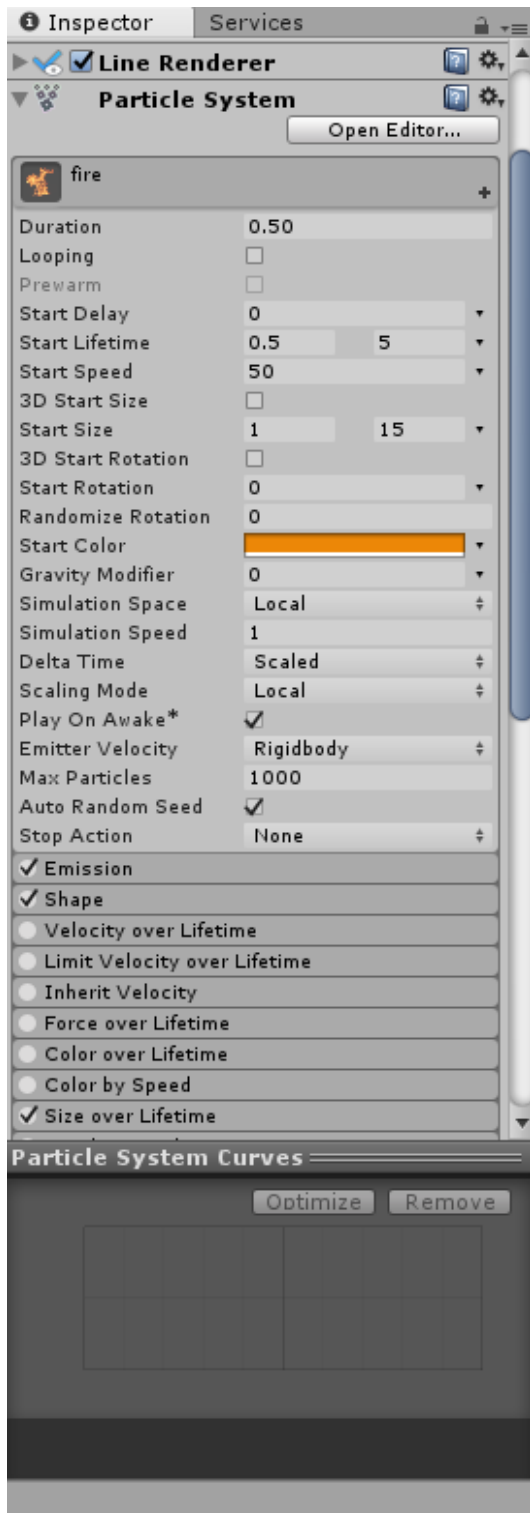 Inspector Services
Line Renderer
Particle System
Open Editor...
fire
Duration 0.50
Looping
Prewarm
Start Delay 0
Start Lifetime 0.5 5
Start Speed 50
3D Start Size
Start Size 1 15
3D Start Rotation
Start Rotation 0
Randomize Rotation 0
Start Color
Gravity Modifier 0
Simulation Space Local
Simulation Speed 1
Delta Time Scaled
Scaling Mode Local
Play On Awake*
Emitter Velocity Rigidbody
Max Particles 1000
Auto Random Seed
Stop Action None
Emission
Shape
Velocity over Lifetime
Limit Velocity over Lifetime
Inherit Velocity
Force over Lifetime
Color over Lifetime
Color by Speed
Size over Lifetime
Particle System Curves
Optimize Remove